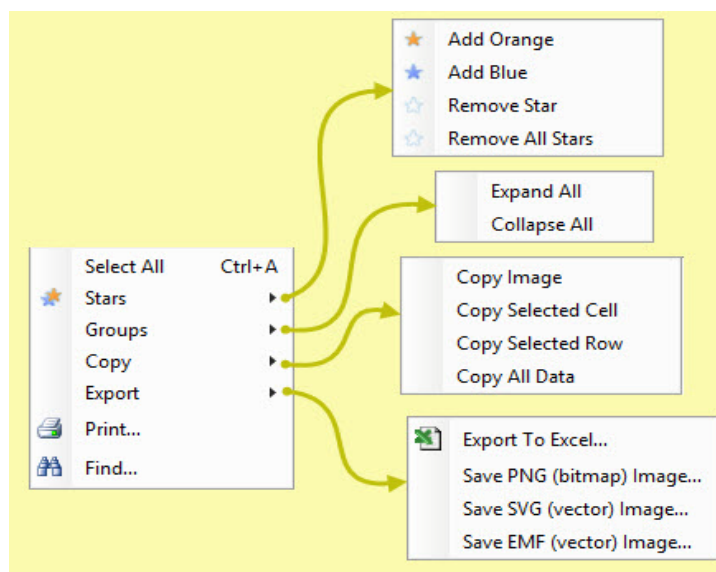 Add Orange
Add Blue
Remove Star
Remove All Stars
Expand All
Collapse All
Select All Ctrl+A
Stars
Groups
Copy
Export
Print...
Find...
Copy Image
Copy Selected Cell
Copy Selected Row
Copy All Data
Export To Excel...
Save PNG (bitmap) Image...
Save SVG (vector) Image...
Save EMF (vector) Image...